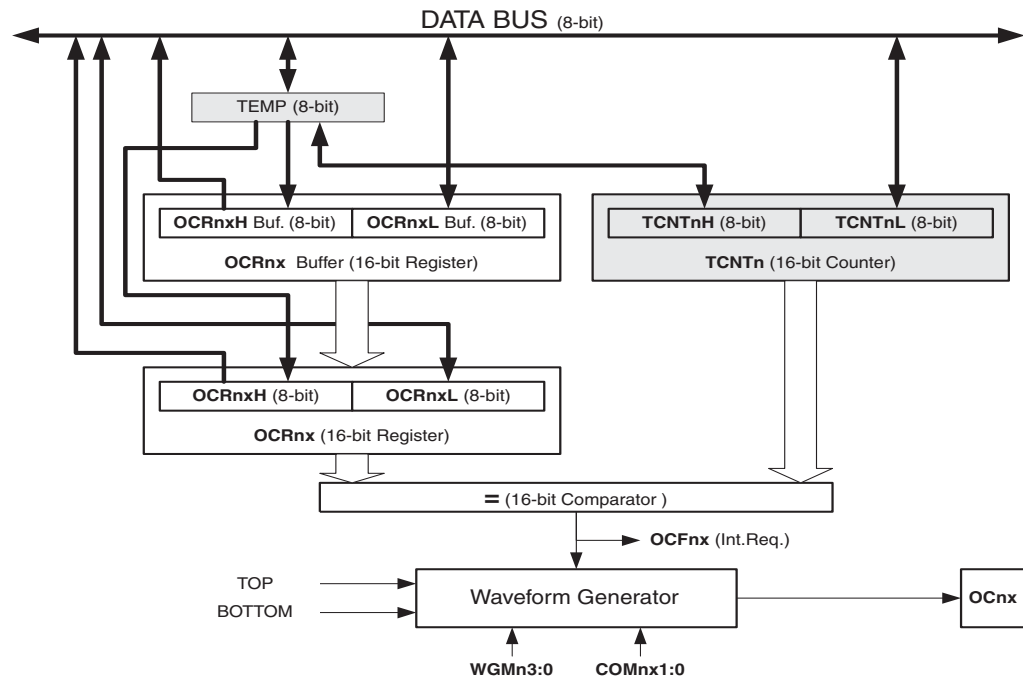 DATA BUS (8-bit)
TEMP (8-bit)
OCRnxH Buf. (8-bit)
OCRnxL Buf. (8-bit)
OCRnx Buffer (16-bit Register)
TCNTnH (8-bit)
TCNTnL (8-bit)
TCNTn (16-bit Counter)
OCRnxH (8-bit)
OCRnxL (8-bit)
OCRnx (16-bit Register)
= (16-bit Comparator )
OCFnx (Int.Req.)
TOP
BOTTOM
Waveform Generator
OCnx
WGMn3:0
COMnx1:0